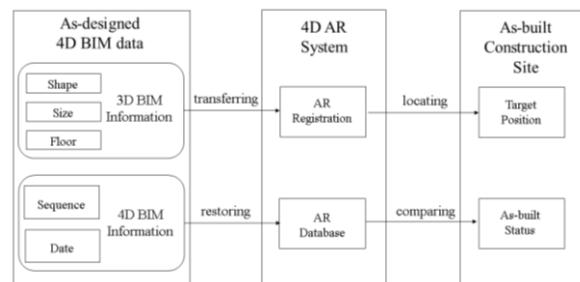 As-designed
4D BIM data
Shape
Size
Floor
3D BIM
Information
Sequence
Date
4D BIM
Information
transferring
restoring
4D AR
System
AR
Registration
AR
Database
locating
comparing
As-built
Construction
Site
Target
Position
As-built
Status